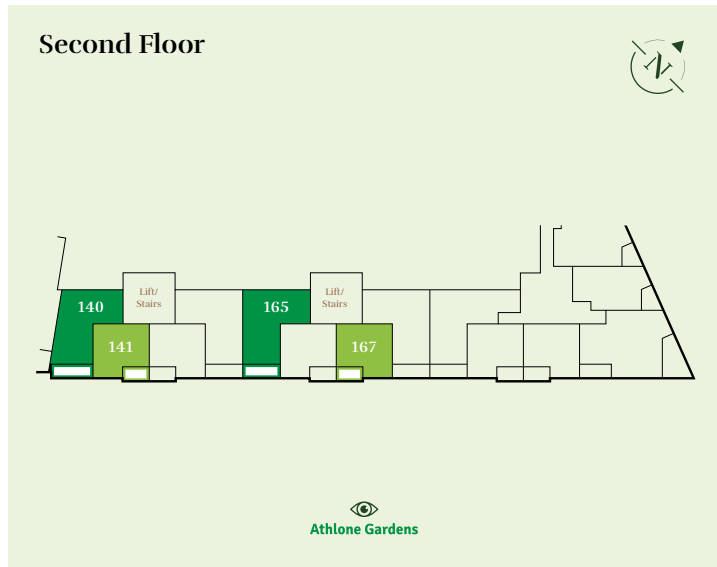 Second Floor
N
Lift/
Stairs
Lift/
Stairs
140
165
141
167
Athlone Gardens